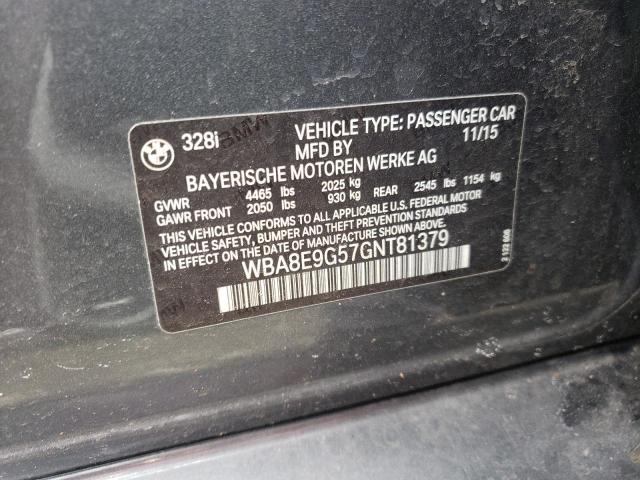 BMW 328i VEHICLE TYPE: PASSENGER CAR
MFD BY 11/15
BAYERISCHE MOTOREN WERKE AG
GVWR 4465 lbs 2025 kg
GAWR FRONT 2050 lbs 930 kg REAR 2545 lbs 1154 kg
THIS VEHICLE CONFORMS TO ALL APPLICABLE U.S. FEDERAL MOTOR
VEHICLE SAFETY, BUMPER AND THEFT PREVENTION STANDARDS IN
EFFECT ON THE DATE OF MANUFACTURE SHOWN ABOVE.
WBA8E9G57GNT81379